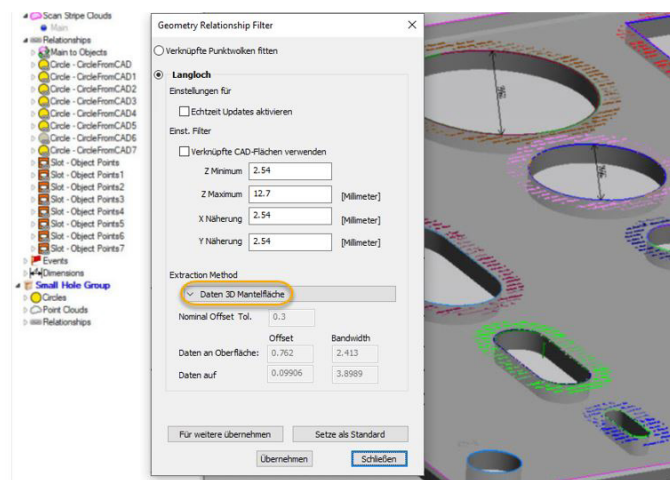 Scan Stripe Clouds
Main
Relationships
Main to Objects
Circle - CircleFromCAD
Circle - CircleFromCAD1
Circle - CircleFromCAD2
Circle - CircleFromCAD3
Circle - CircleFromCAD4
Circle - CircleFromCAD5
Circle - CircleFromCAD6
Circle - CircleFromCAD7
Slot - Object Points
Slot - Object Points1
Slot - Object Points2
Slot - Object Points3
Slot - Object Points4
Slot - Object Points5
Slot - Object Points6
Slot - Object Points7
Events
Dimensions
Small Hole Group
Circles
Point Clouds
Relationships
Geometry Relationship Filter
Verknüpfte Punktwolken fitten
Langloch
Einstellungen für
Echtzeit Updates aktivieren
Einst. Filter
Verknüpfte CAD-Flächen verwenden
Z Minimum 2.54
Z Maximum 12.7 [Millimeter]
X Näherung 2.54 [Millimeter]
Y Näherung 2.54 [Millimeter]
Extraction Method
Daten 3D Mantelfläche
Nominal Offset Tol. 0.3
Offset Bandwidth
Daten an Oberfläche: 0.762 2.413
Daten auf 0.09906 3.8989
Für weitere übernehmen Setze als Standard
Übernehmen Schließen